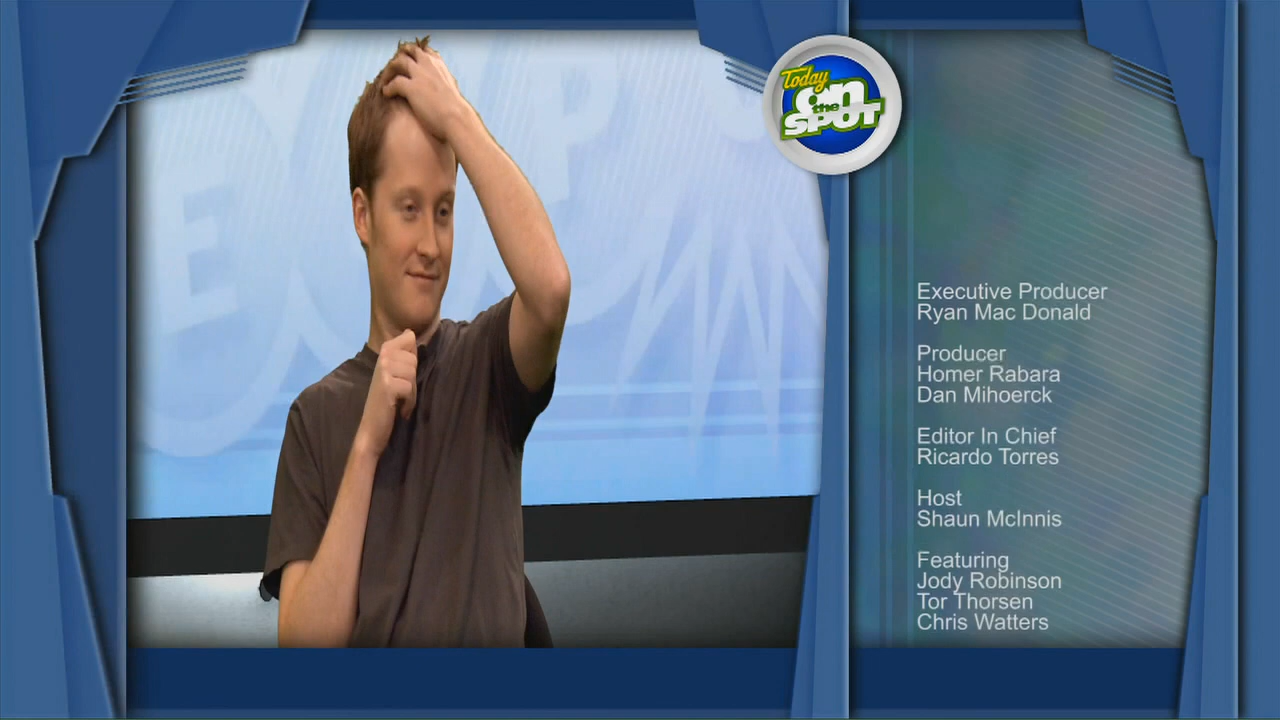 Today
on
the
SPOT
Executive Producer
Ryan Mac Donald
Producer
Homer Rabara
Dan Mihoerck
Editor In Chief
Ricardo Torres
Host
Shaun McInnis
Featuring
Jody Robinson
Tor Thorsen
Chris Watters